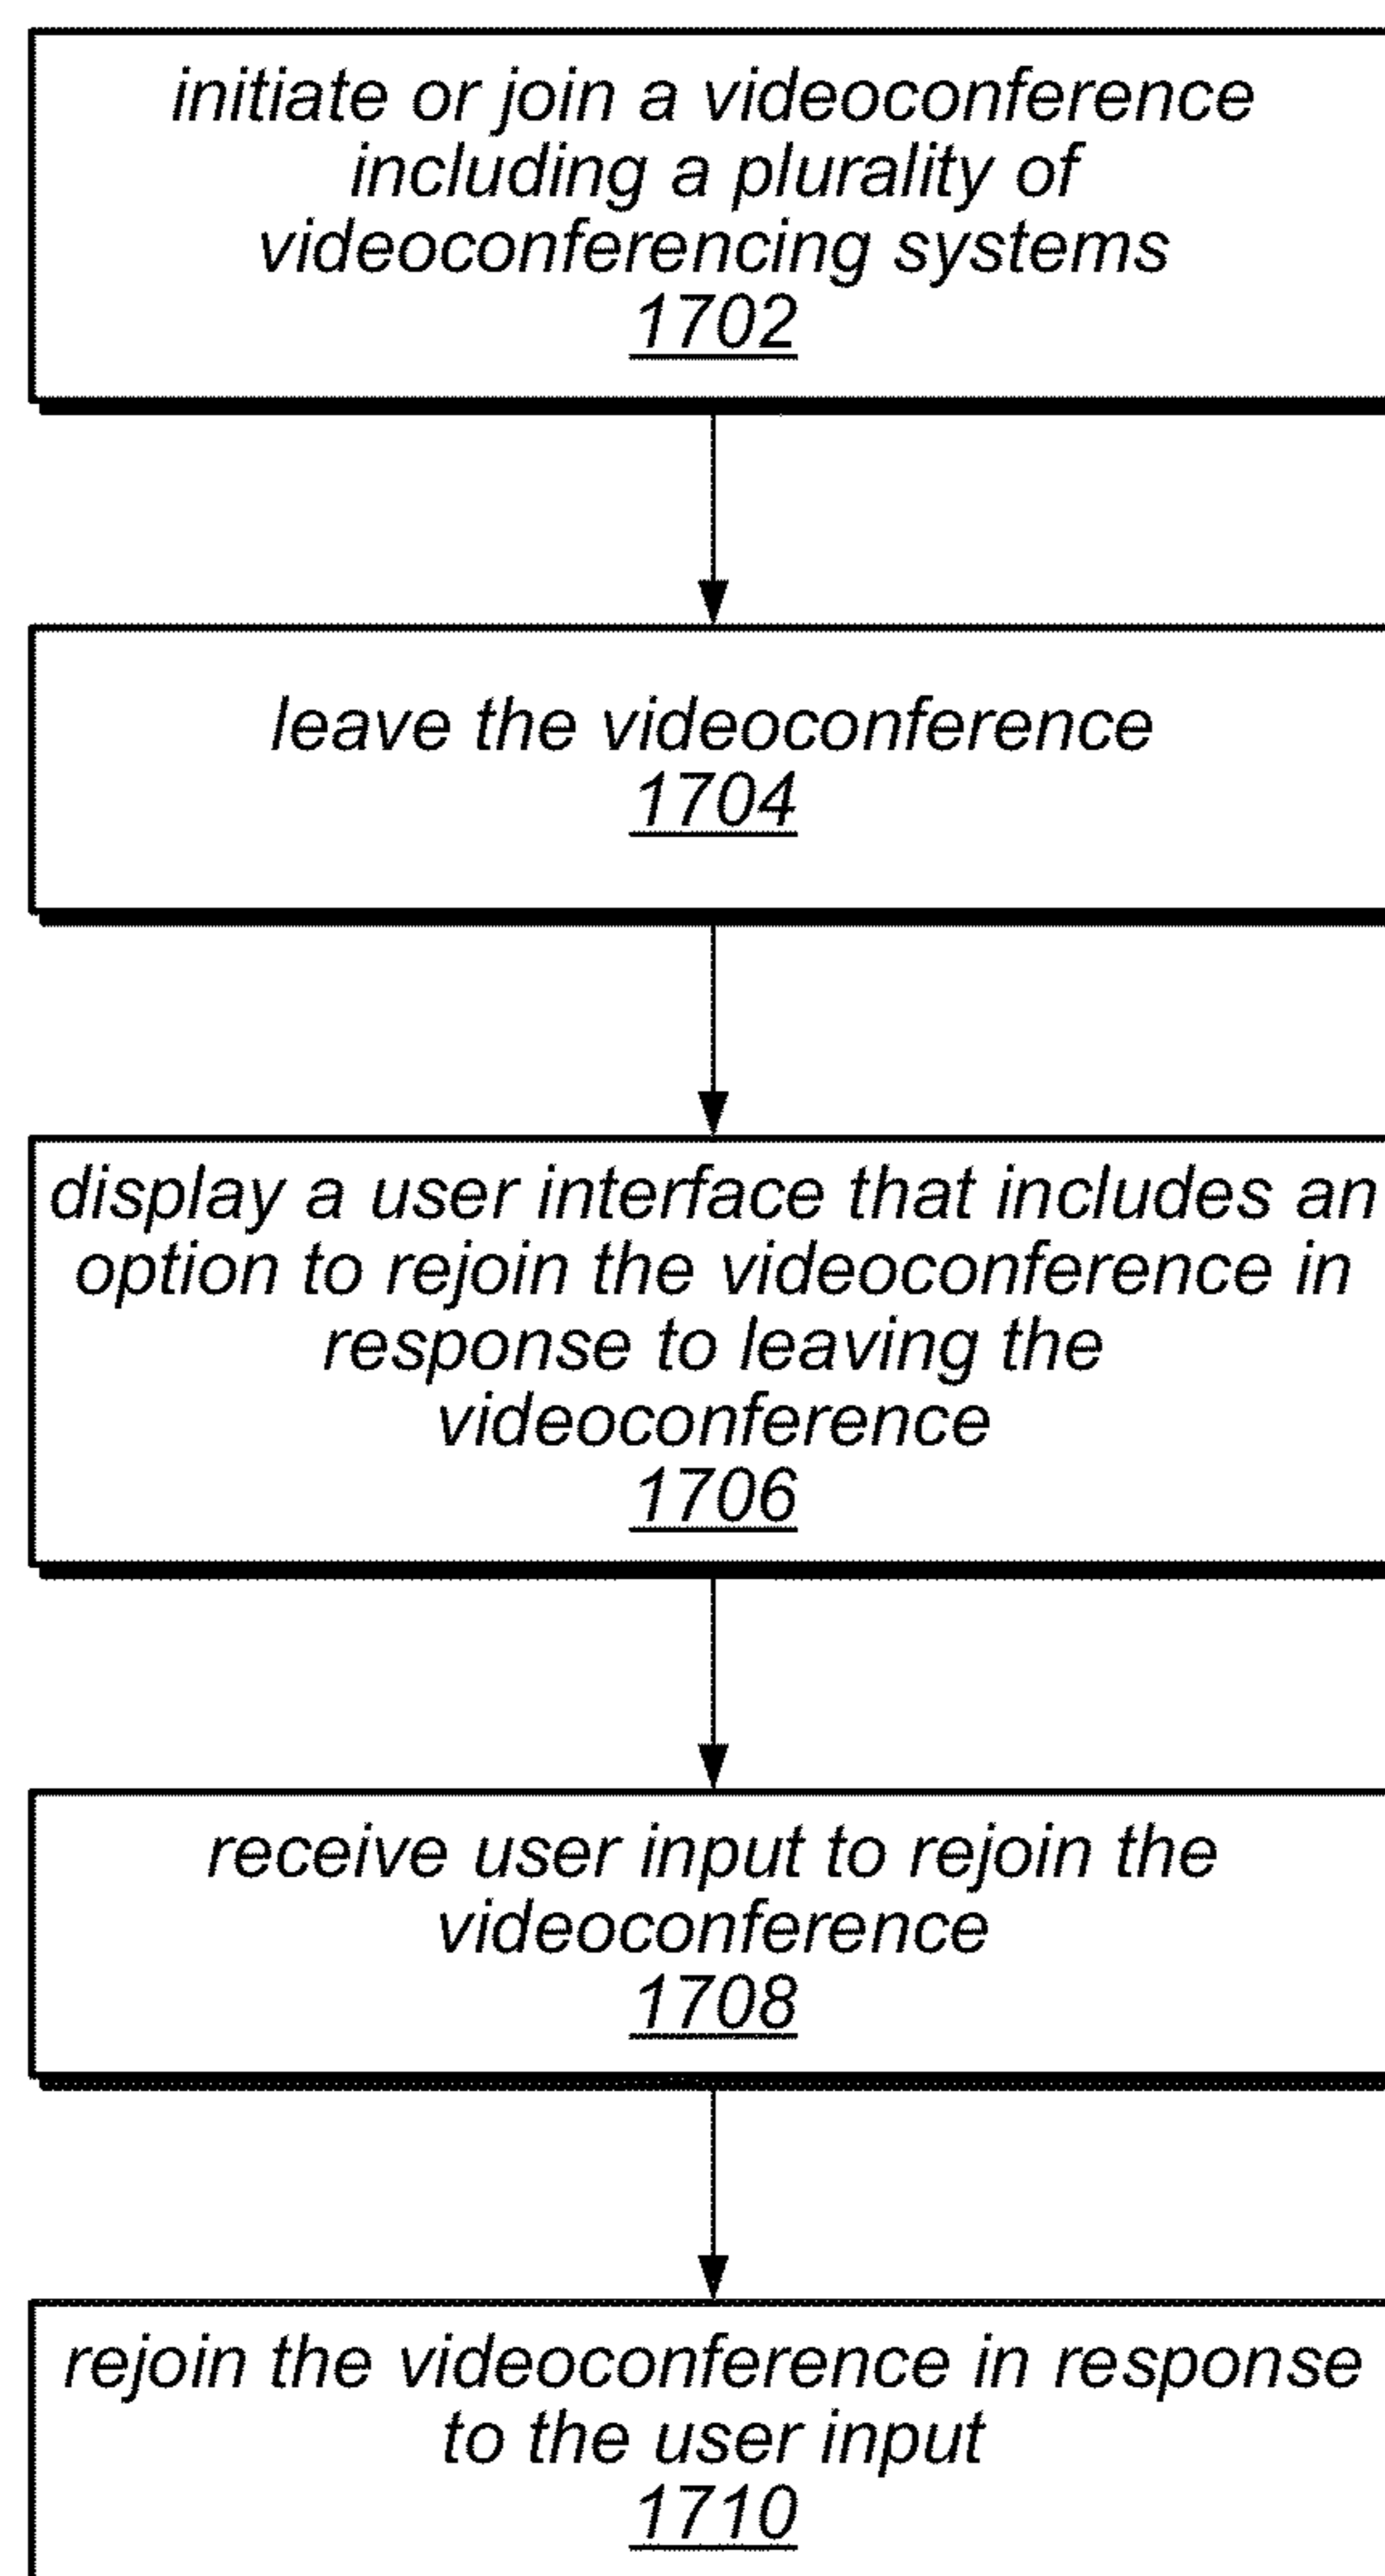 initiate or join a videoconference
including a plurality of
videoconferencing systems
1702
leave the videoconference
1704
display a user interface that includes an
option to rejoin the videoconference in
response to leaving the
videoconference
1706
receive user input to rejoin the
videoconference
1708
rejoin the videoconference in response
to the user input
1710